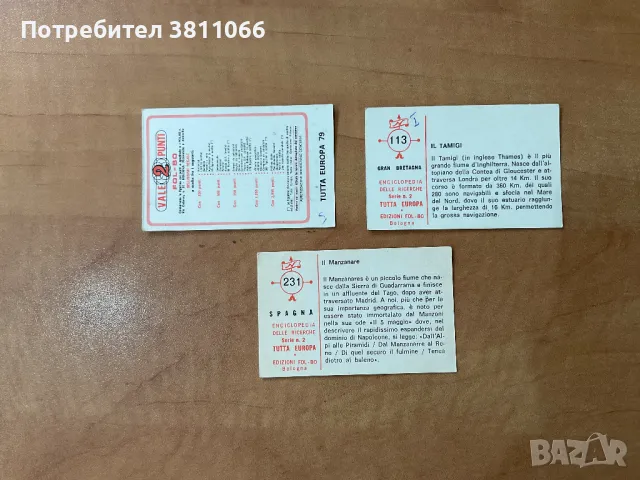 Потребител 3811066
VALE 2 PUNTI
FOL-BO
TUTTA EUROPA 79
113
GRAN BRETAGNA
ENCICLOPEDIA
DELLE RICERCHE
Serie n. 2
TUTTA EUROPA
EDIZIONI FOL-BO
Bologna
IL TAMIGI
Il Tamigi (in inglese Thames) è il più
grande fiume d'Inghilterra. Nasce dall'al-
topiano della Contea di Gloucester e at-
traversa Londra per oltre 14 Km. Il suo
corso è formato da 360 Km. dei quali
280 sono navigabili e sfocia nel Mare
del Nord, dove il suo estuario raggiun-
ge la larghezza di 16 Km. permettendo
la grossa navigazione.
231
SPAGNA
ENCICLOPEDIA
DELLE RICERCHE
Serie n. 2
TUTTA EUROPA
EDIZIONI FOL-BO
Bologna
Il Manzanare
Il Manzanares è un piccolo fiume che na-
sce dalla Sierra di Guadarrama e finisce
in un affluente del Tago, dopo aver at-
traversato Madrid. A noi, più che per la
sua importanza geografica, è noto per
essere stato immortalato dal Manzoni
nella sua ode «Il 5 maggio» dove, nel
descrivere il rapidissimo espandersi del
dominio di Napoleone, si legge: «Dall'Al-
pi alle Piramidi / Dal Manzanarre al Re-
no / Di quel securo il fulmine / Tenea
dietro al baleno».
BAZAR